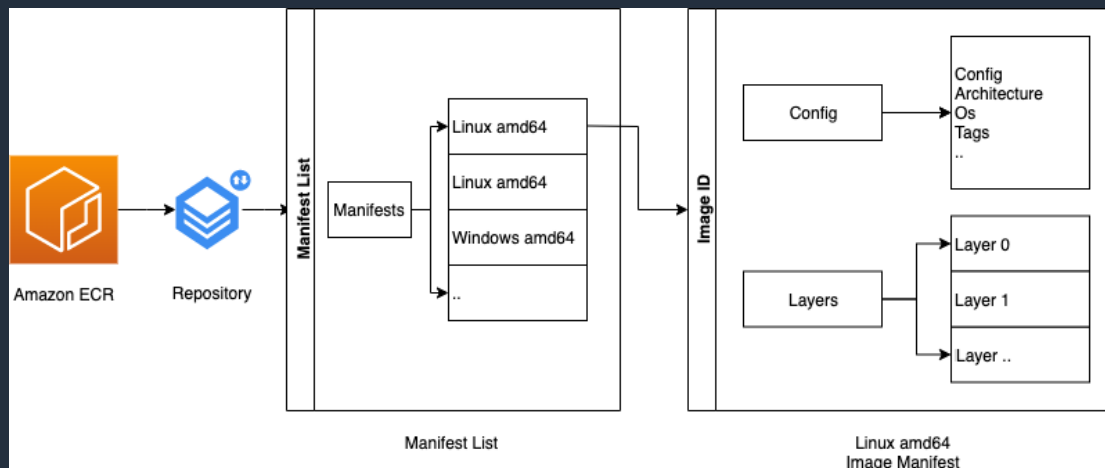 Amazon ECR
Repository
Manifest List
Manifests
Linux amd64
Linux amd64
Windows amd64
..
Manifest List
Image ID
Config
Config
Architecture
Os
Tags
..
Layers
Layer 0
Layer 1
Layer ..
Linux amd64
Image Manifest